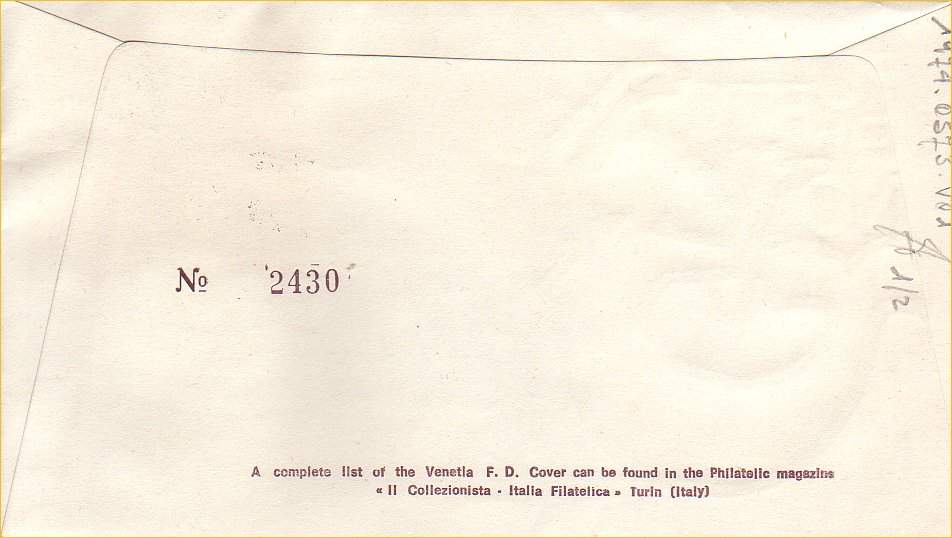 № 2430
A complete list of the Venetia F. D. Cover can be found in the Philatelic magazine
« Il Collezionista - Italia Filatelica » Turin (Italy)